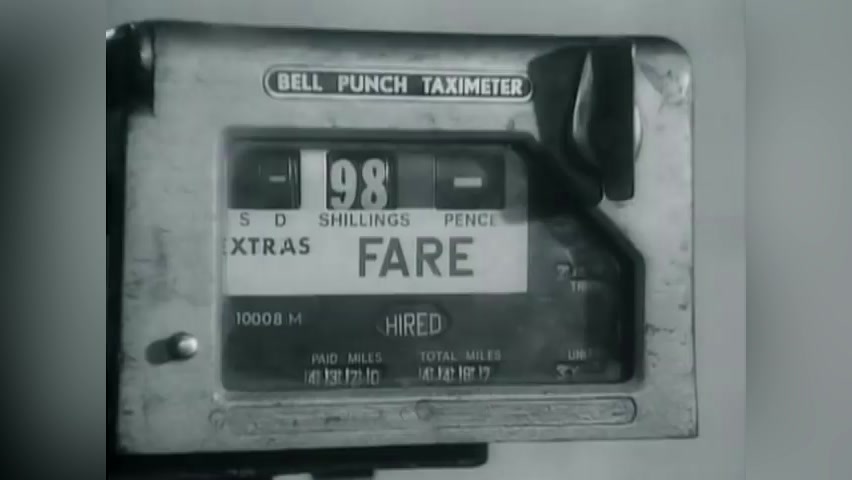 BELL PUNCH TAXIMETER
- 98 -
S D SHILLINGS PENCE
EXTRAS FARE
10008 M HIRED
PAID MILES TOTAL MILES